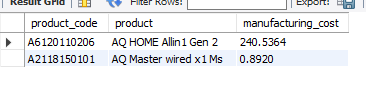 Result Grid Filter Rows: Export:
product_code product manufacturing_cost
A6120110206 AQ HOME Allin1 Gen 2 240.5364
A2118150101 AQ Master wired x1 Ms 0.8920